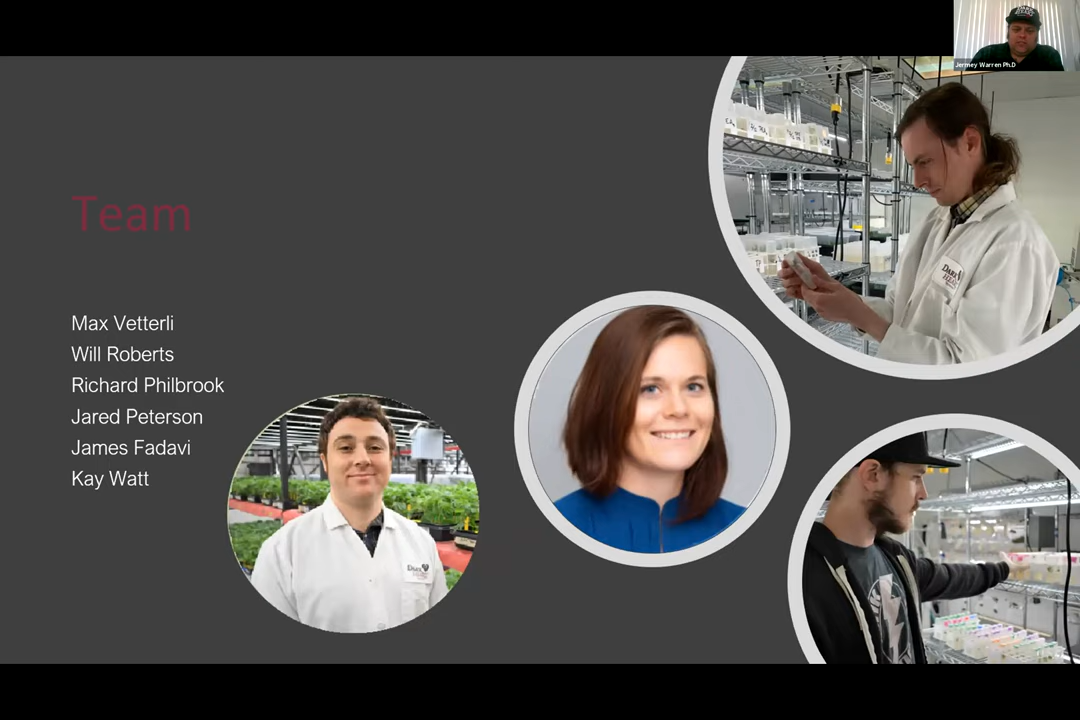 Jermey Warren Ph.D
Team
Max Vetterli
Will Roberts
Richard Philbrook
Jared Peterson
James Fadavi
Kay Watt